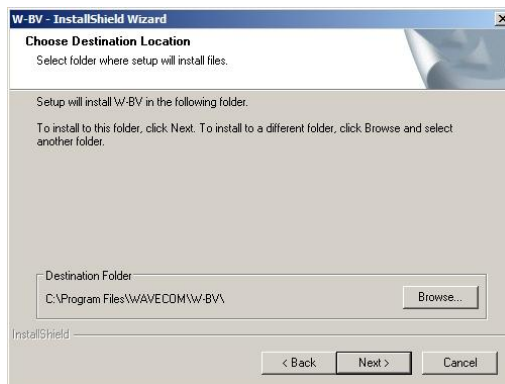 W-BV - InstallShield Wizard
Choose Destination Location
Select folder where setup will install files.
Setup will install W-BV in the following folder.
To install to this folder, click Next. To install to a different folder, click Browse and select
another folder.
Destination Folder
C:\Program Files\WAVECOM\W-BV\
Browse...
InstallShield
< Back
Next >
Cancel